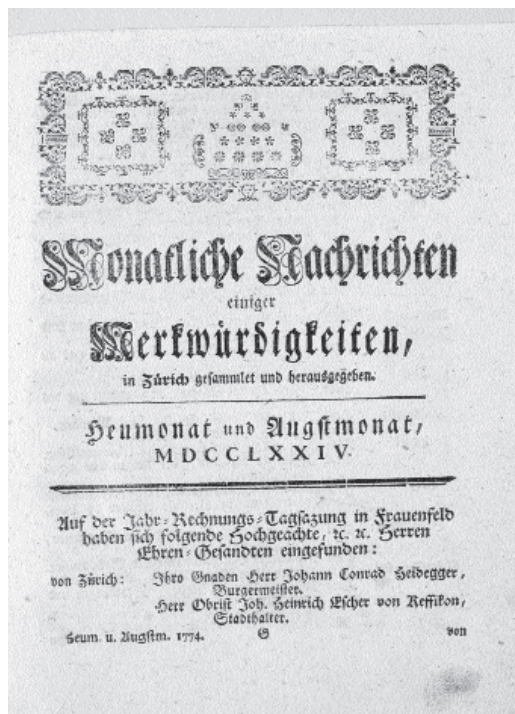 Monatliche Nachrichten
einiger
Merkwürdigkeiten,
in Zürich gesammlet und herausgegeben.
Heumonat und Augstmonat,
MDCCLXXIV.
Auf der Jahr-Rechnungs-Tagsazung in Frauenfeld
haben sich folgende Hochgeachte, ꝛc. ꝛc. Herren
Ehren-Gesandten eingefunden:
von Zürich: Ihro Gnaden Herr Johann Conrad Heidegger,
Burgermeister.
Herr Obrist Joh. Heinrich Escher von Keffikon,
Stadthalter.
Heum. u. Augstm. 1774. G von